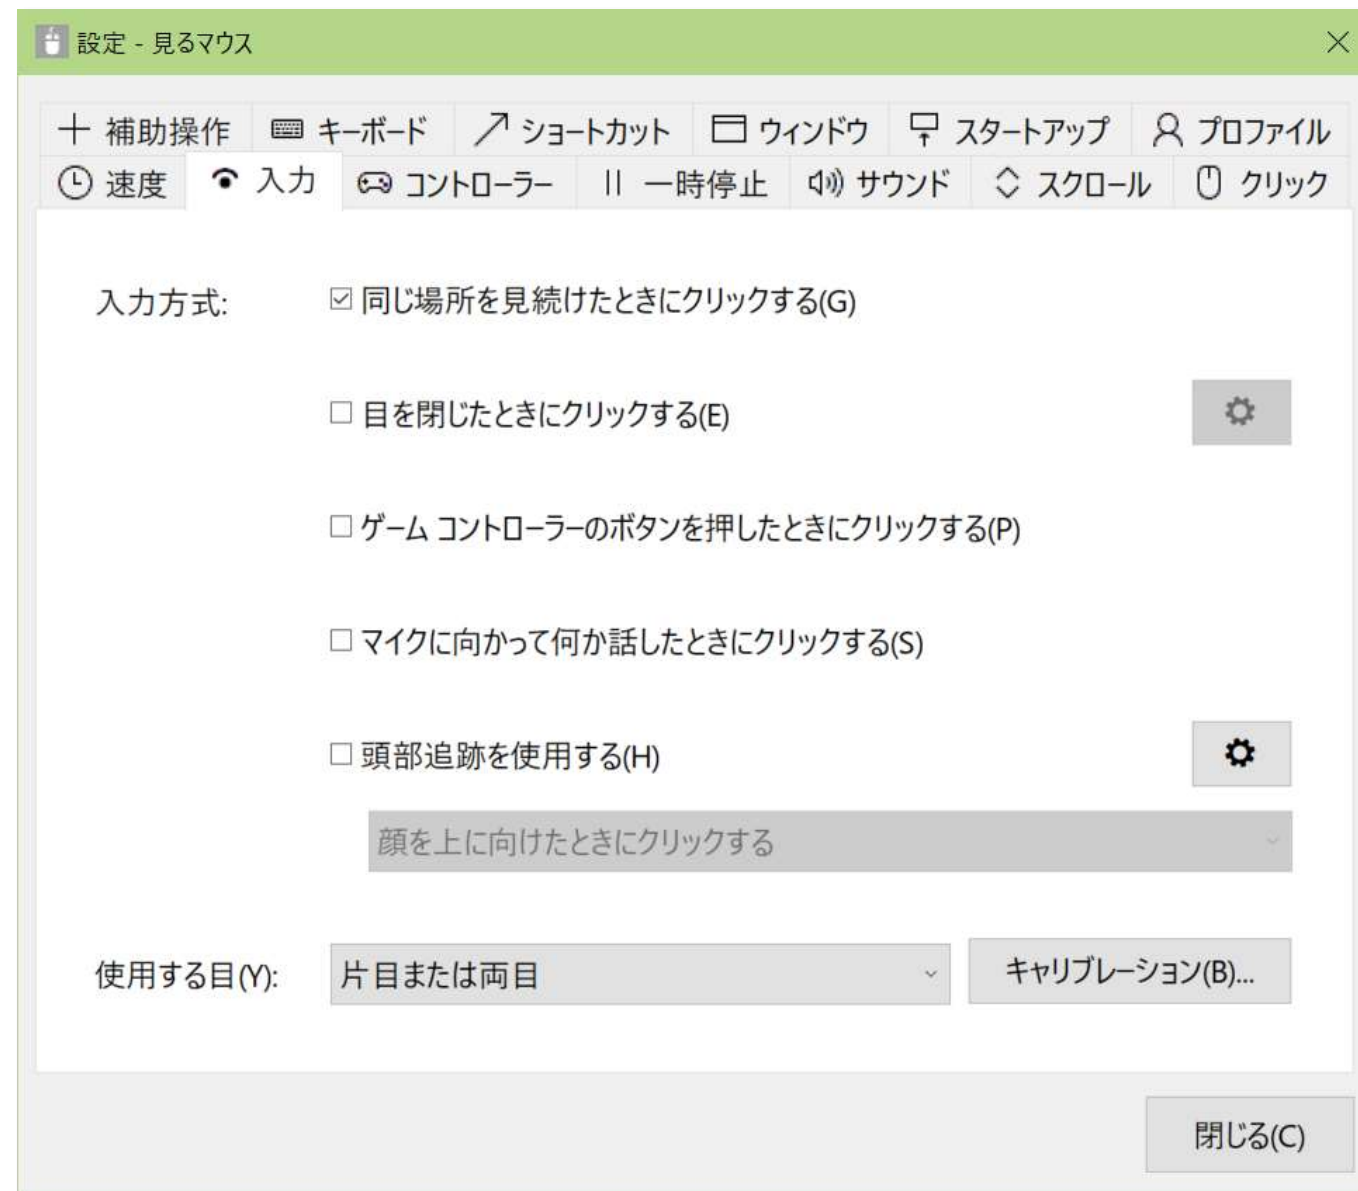 設定 - 見るマウス
補助操作 キーボード ショートカット ウィンドウ スタートアップ プロファイル
速度 入力 コントローラー 一時停止 サウンド スクロール クリック
入力方式: 同じ場所を見続けたときにクリックする(G)
目を閉じたときにクリックする(E)
ゲーム コントローラーのボタンを押したときにクリックする(P)
マイクに向かって何か話したときにクリックする(S)
頭部追跡を使用する(H)
顔を上に向けたときにクリックする
使用する目(Y): 片目または両目 キャリブレーション(B)...
閉じる(C)